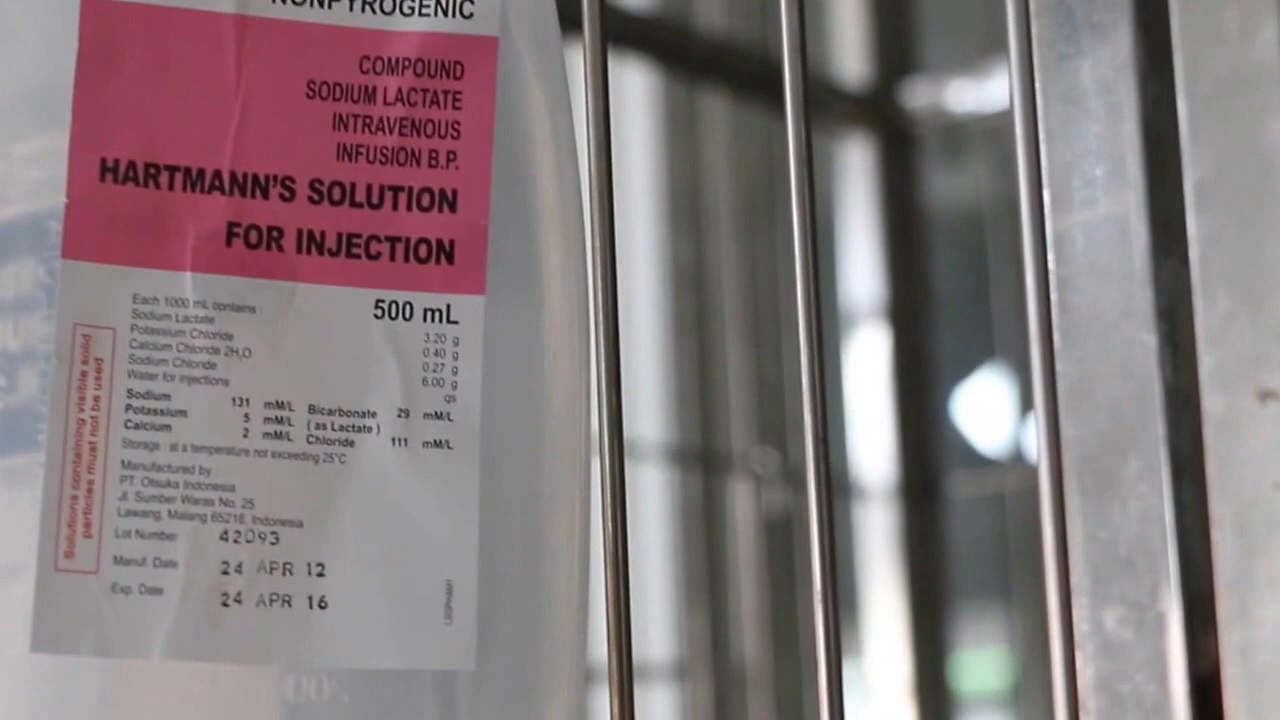 NONPYROGENIC
COMPOUND
SODIUM LACTATE
INTRAVENOUS
INFUSION B.P.
HARTMANN'S SOLUTION
FOR INJECTION
500 mL
Each 1000 mL contains :
Sodium Lactate 3.20 g
Potassium Chloride 0.40 g
Calcium Chloride 2H₂O 0.27 g
Sodium Chloride 6.00 g
Water for injections qs
Sodium 131 mM/L Bicarbonate 29 mM/L
Potassium 5 mM/L ( as Lactate )
Calcium 2 mM/L Chloride 111 mM/L
Storage : at a temperature not exceeding 25°C
Manufactured by :
PT. Otsuka Indonesia
Jl. Sumber Waras No. 25
Lawang, Malang 65216, Indonesia
Lot Number 42093
Manuf. Date 24 APR 12
Exp. Date 24 APR 16
Solutions containing visible solid
particles must not be used